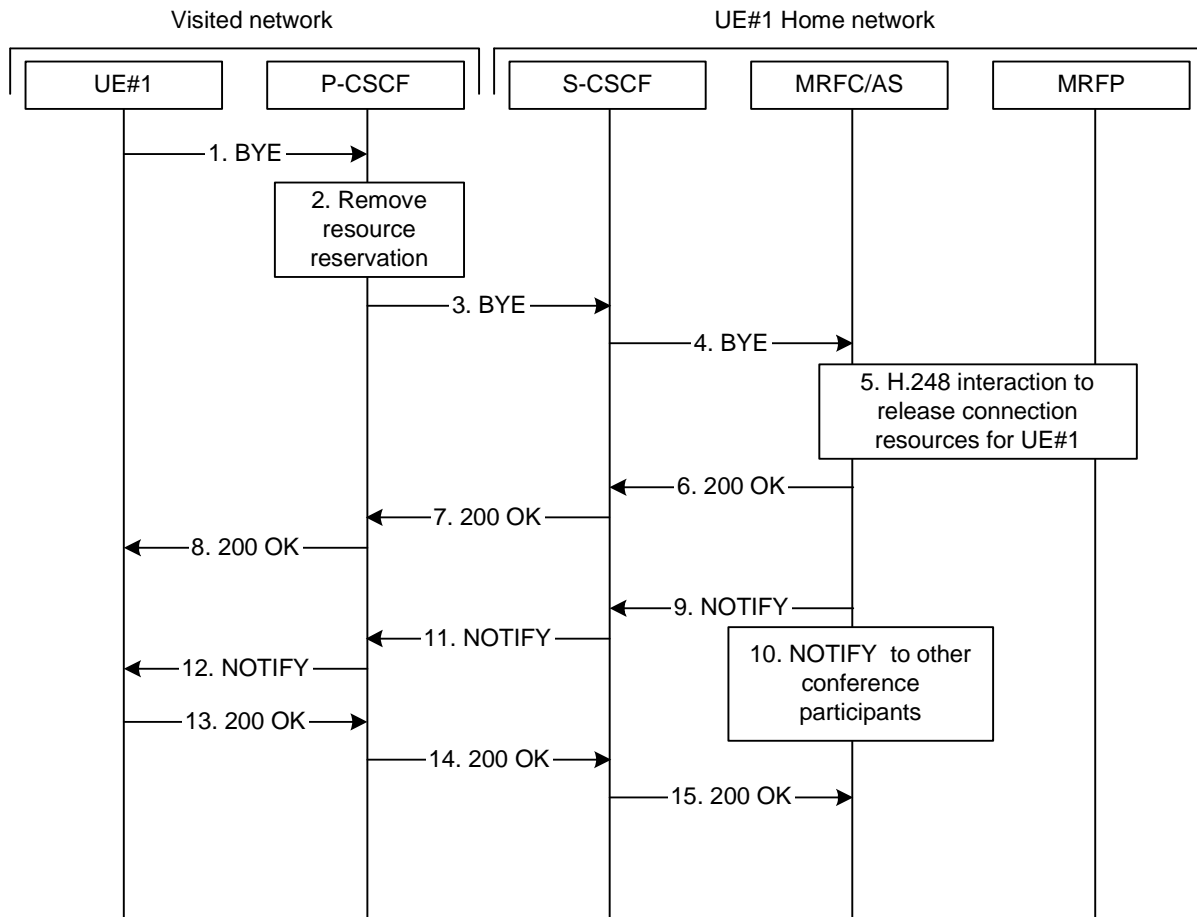 Visited network
UE#1 Home network
UE#1
P-CSCF
S-CSCF
MRFC/AS
MRFP
1. BYE
2. Remove
resource
reservation
3. BYE
4. BYE
5. H.248 interaction to
release connection
resources for UE#1
6. 200 OK
7. 200 OK
8. 200 OK
9. NOTIFY
10. NOTIFY to other
conference
participants
11. NOTIFY
12. NOTIFY
13. 200 OK
14. 200 OK
15. 200 OK